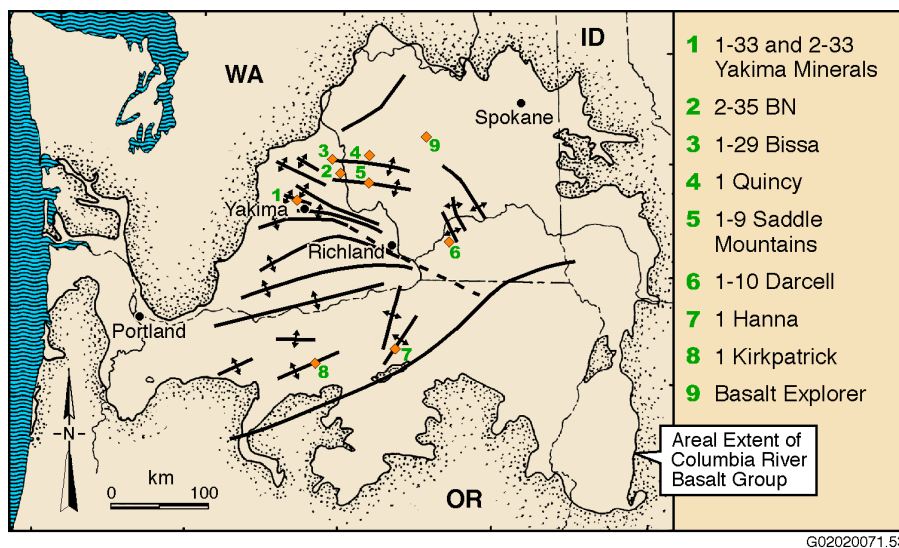 WA
ID
OR
Spokane
Yakima
Richland
Portland
1
2
3
4
5
6
7
8
9
-N-
km
0 100
1 1-33 and 2-33
Yakima Minerals
2 2-35 BN
3 1-29 Bissa
4 1 Quincy
5 1-9 Saddle
Mountains
6 1-10 Darcell
7 1 Hanna
8 1 Kirkpatrick
9 Basalt Explorer
Areal Extent of
Columbia River
Basalt Group
G02020071.53